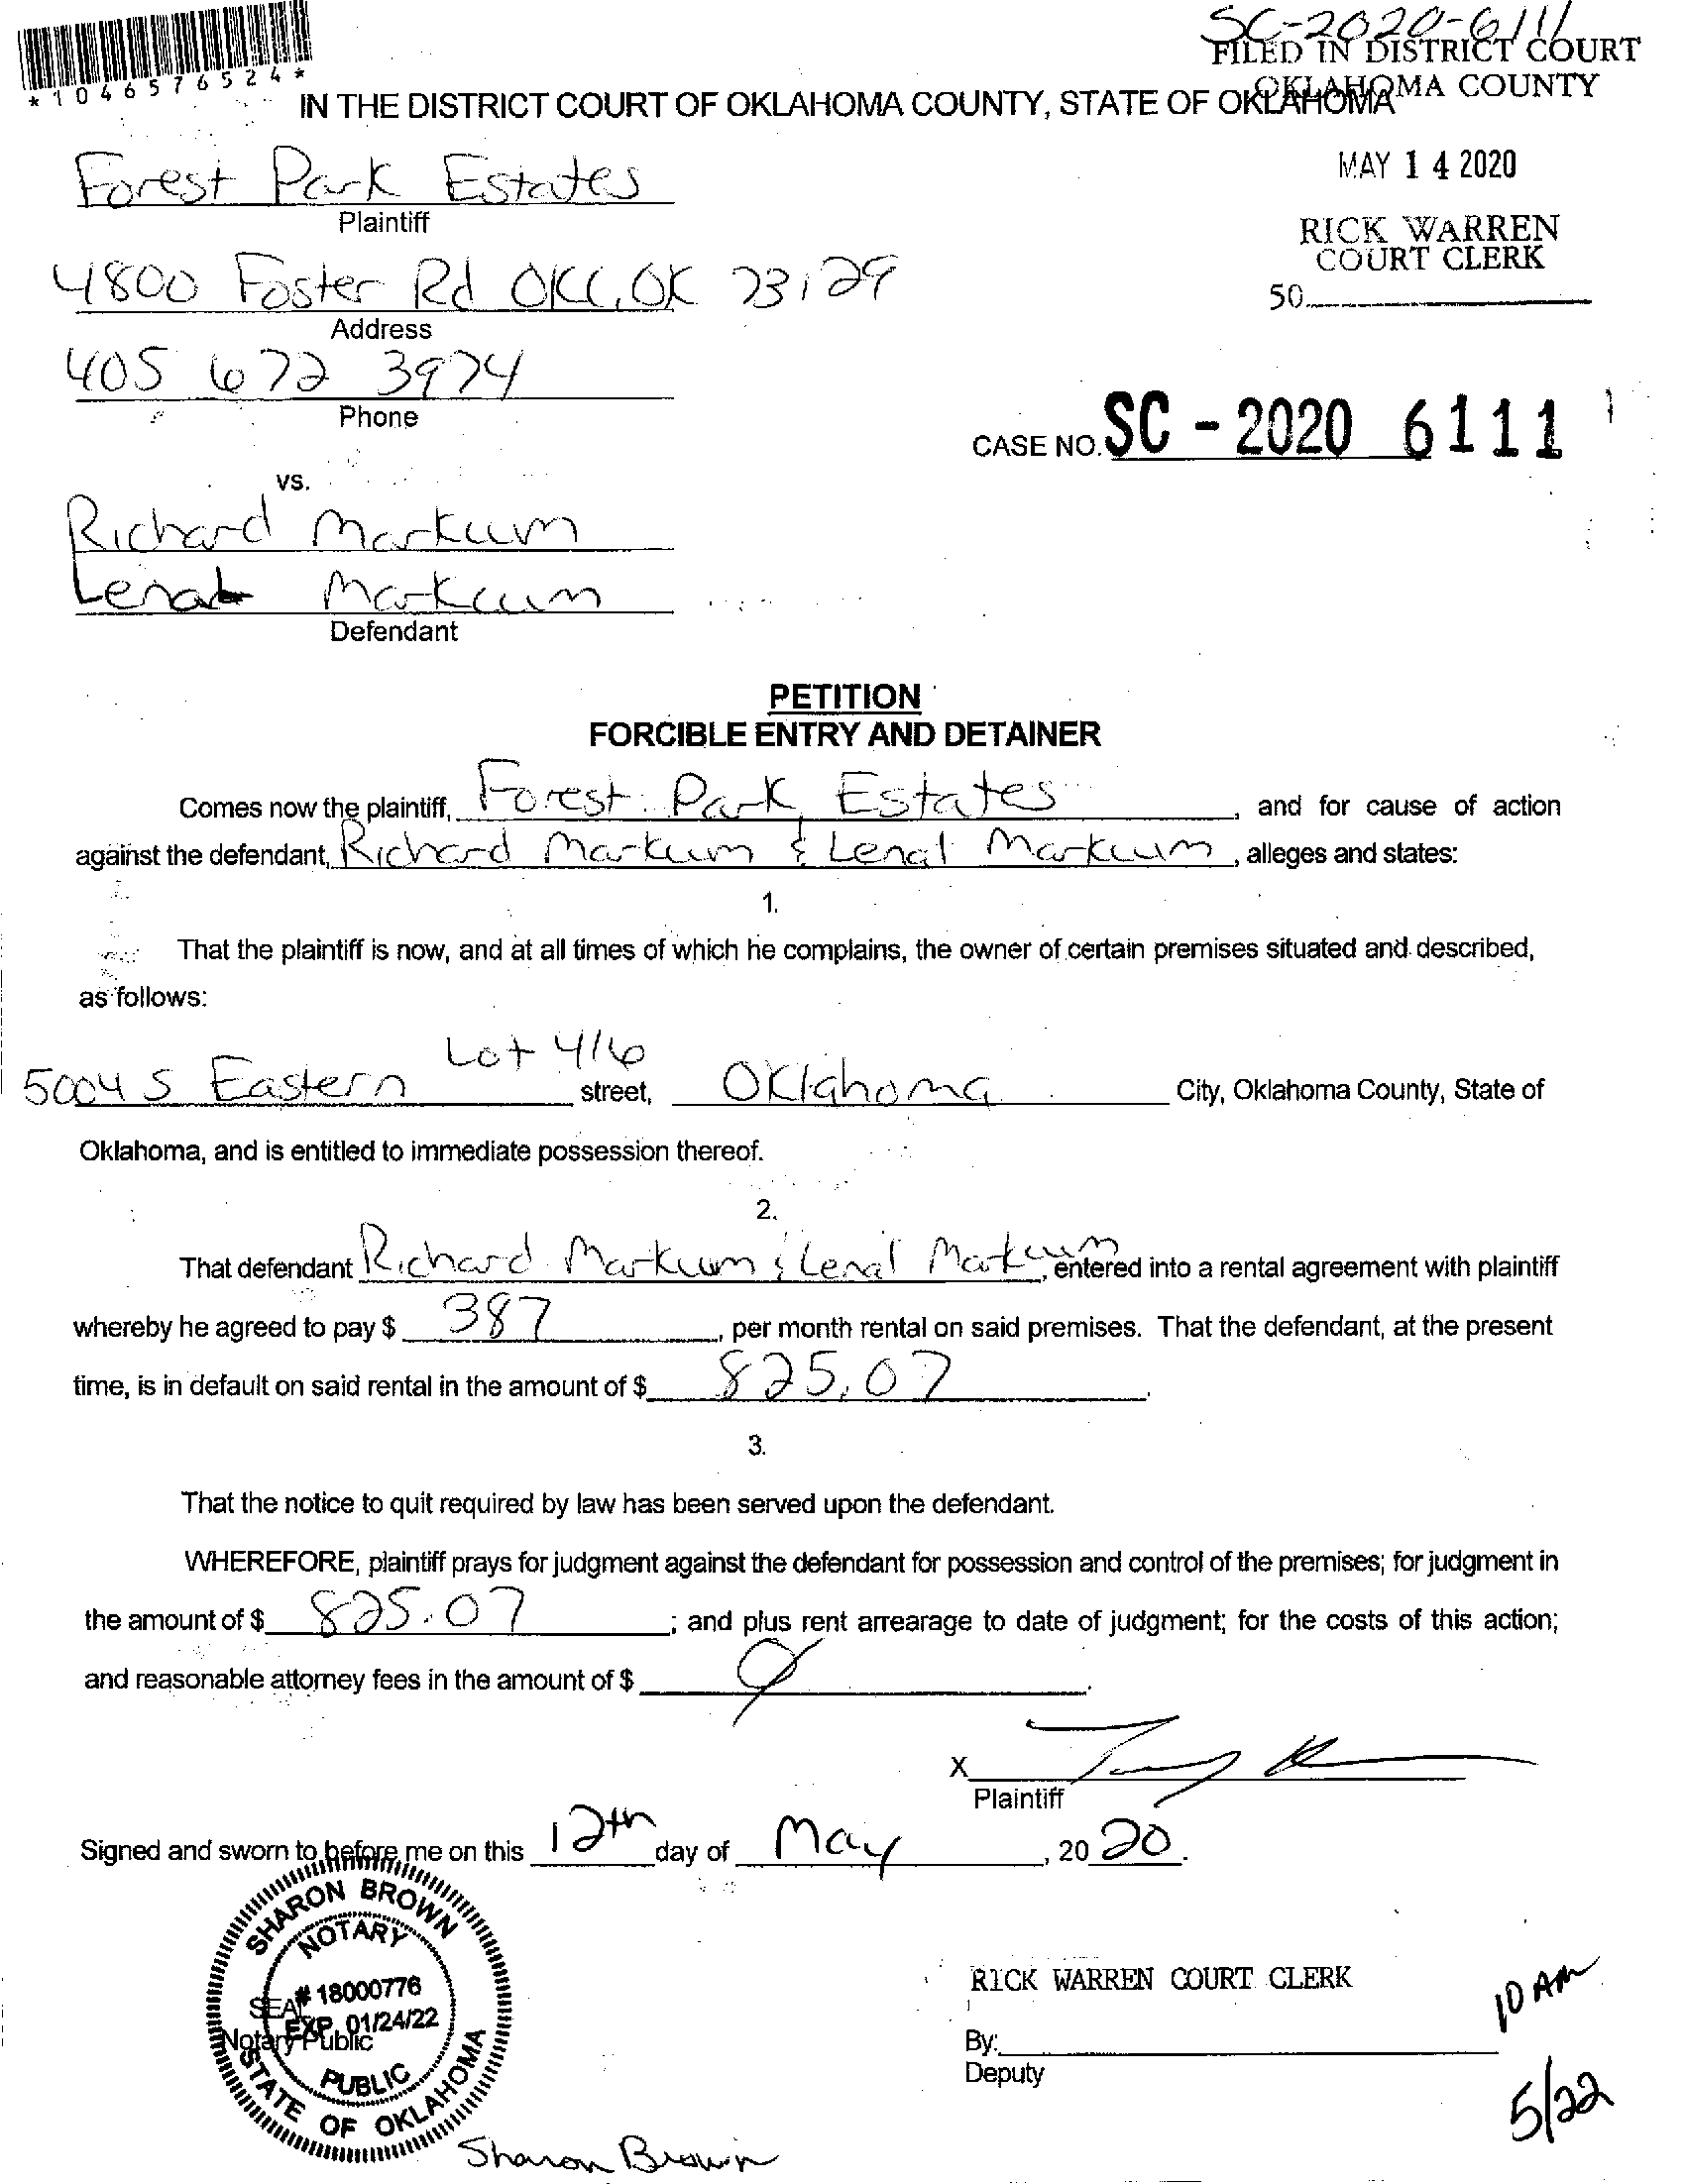 SC-2020-6111
FILED IN DISTRICT COURT
OKLAHOMA COUNTY
*1046576524*
IN THE DISTRICT COURT OF OKLAHOMA COUNTY, STATE OF OKLAHOMA
MAY 14 2020
Forest Park Estates
Plaintiff
RICK WARREN
COURT CLERK
4800 Foster Rd OKC, OK 73129
50
Address
405 672 3974
Phone
CASE NO. SC - 2020 6111
vs.
Richard Markum
Markum
Defendant
PETITION
FORCIBLE ENTRY AND DETAINER
Comes now the plaintiff, Forest Park Estates, and for cause of action
against the defendant, Richard Markum & Lenal Markum, alleges and states:
1.
That the plaintiff is now, and at all times of which he complains, the owner of certain premises situated and described,
as follows:
Lot 416
5004 S Eastern street, Oklahoma City, Oklahoma County, State of
Oklahoma, and is entitled to immediate possession thereof.
2.
That defendant Richard Markum & Lenal Markum, entered into a rental agreement with plaintiff
whereby he agreed to pay $ 387, per month rental on said premises. That the defendant, at the present
time, is in default on said rental in the amount of $ 825.07.
3.
That the notice to quit required by law has been served upon the defendant.
WHEREFORE, plaintiff prays for judgment against the defendant for possession and control of the premises; for judgment in
the amount of $ 825.07; and plus rent arrearage to date of judgment; for the costs of this action;
and reasonable attorney fees in the amount of $ 0.
X
Plaintiff
Signed and sworn to before me on this 12th day of May, 2020.
SHARON BROWN
NOTARY
# 18000776
SEAL
EXP. 01/24/22
Notary Public
PUBLIC
STATE OF OKLAHOMA
RICK WARREN COURT CLERK
10 AM
By:
Deputy
5/22
Sharon Brown